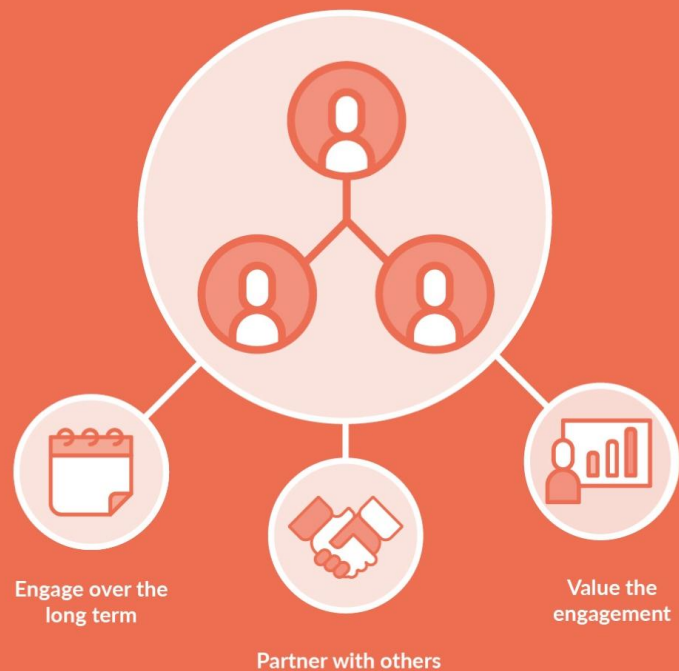 Engage over the
long term
Partner with others
Value the
engagement